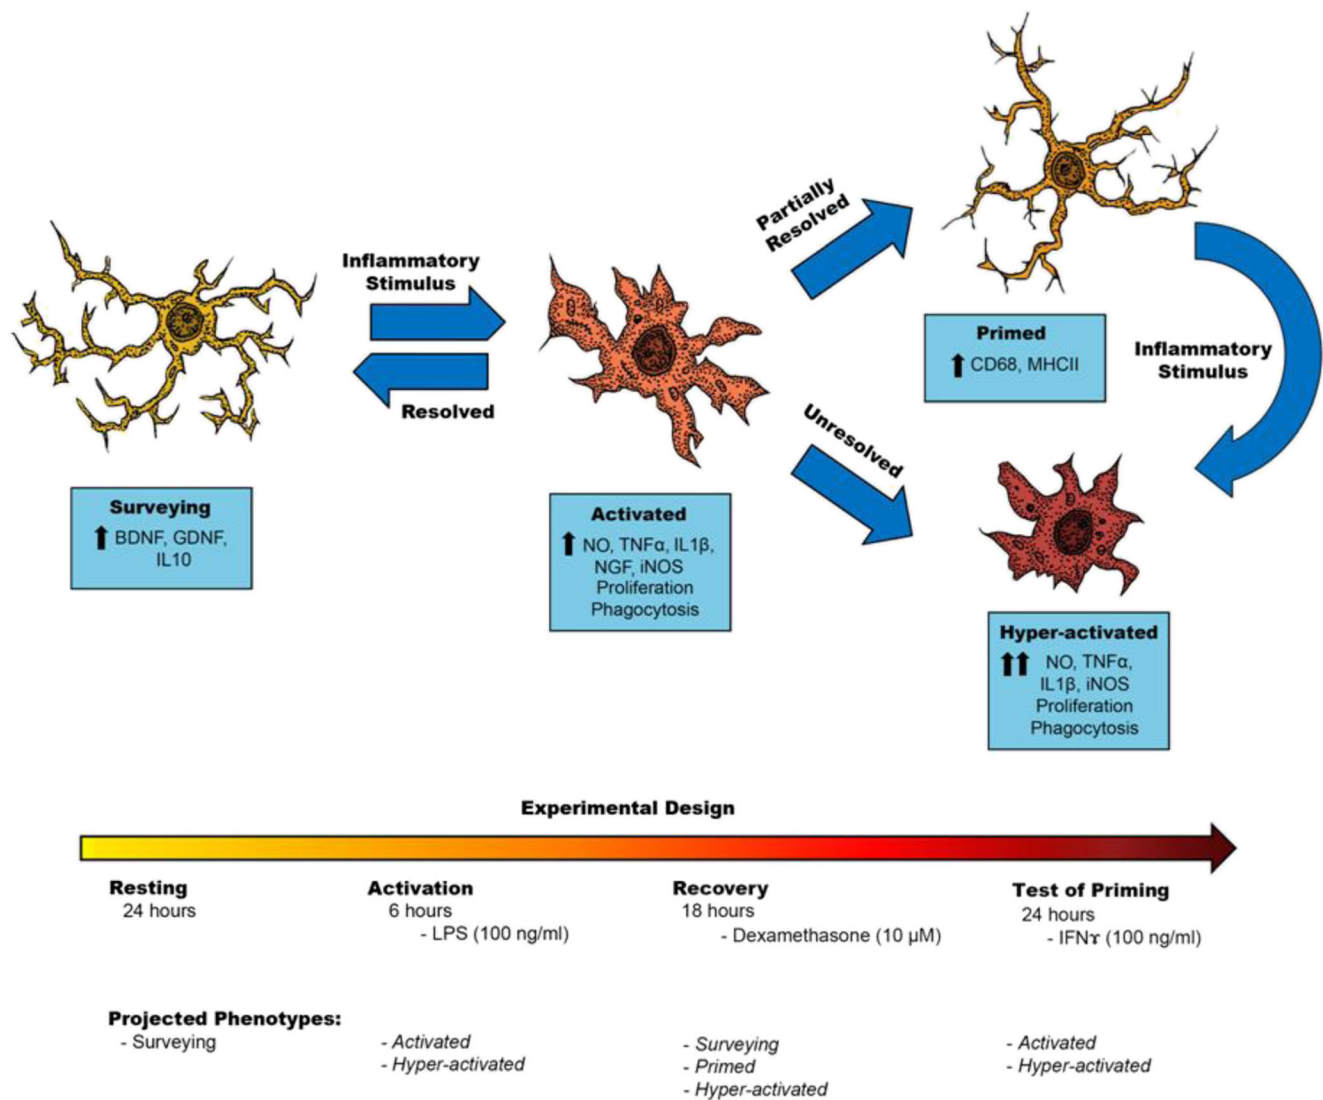 Partially
Resolved
Inflammatory
Stimulus
Resolved
Primed
CD68, MHCII
Inflammatory
Stimulus
Unresolved
Surveying
BDNF, GDNF,
IL10
Activated
NO, TNFα, IL1β,
NGF, iNOS
Proliferation
Phagocytosis
Hyper-activated
NO, TNFα,
IL1β, iNOS
Proliferation
Phagocytosis
Experimental Design
Resting
24 hours
Activation
6 hours
- LPS (100 ng/ml)
Recovery
18 hours
- Dexamethasone (10 µM)
Test of Priming
24 hours
- IFNɤ (100 ng/ml)
Projected Phenotypes:
- Surveying
- Activated
- Hyper-activated
- Surveying
- Primed
- Hyper-activated
- Activated
- Hyper-activated